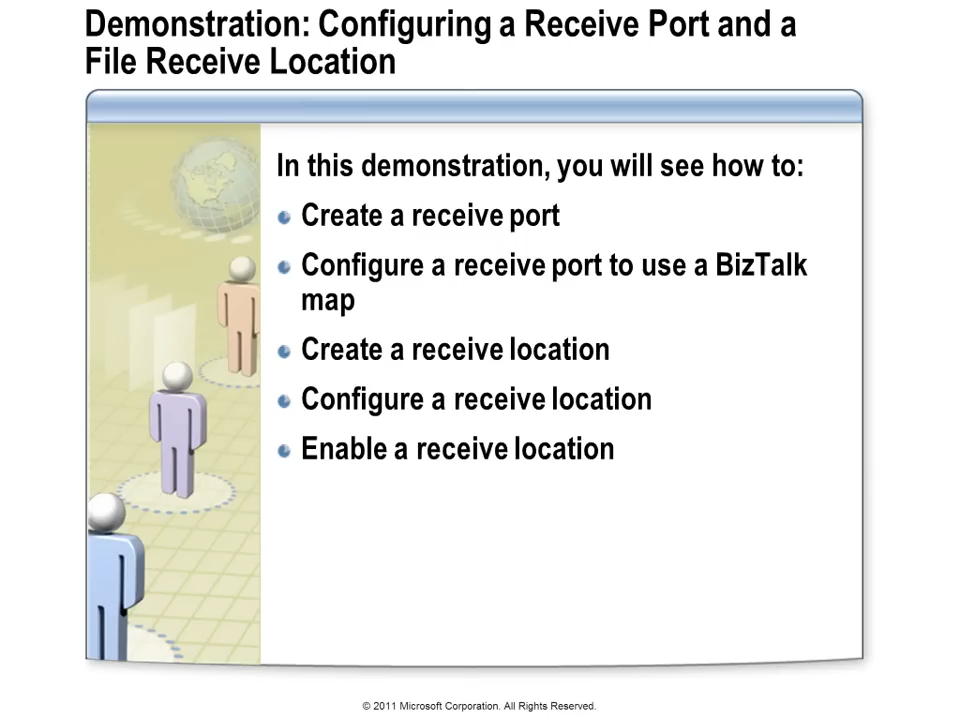 Demonstration: Configuring a Receive Port and a
File Receive Location
In this demonstration, you will see how to:
Create a receive port
Configure a receive port to use a BizTalk
map
Create a receive location
Configure a receive location
Enable a receive location
© 2011 Microsoft Corporation. All Rights Reserved.